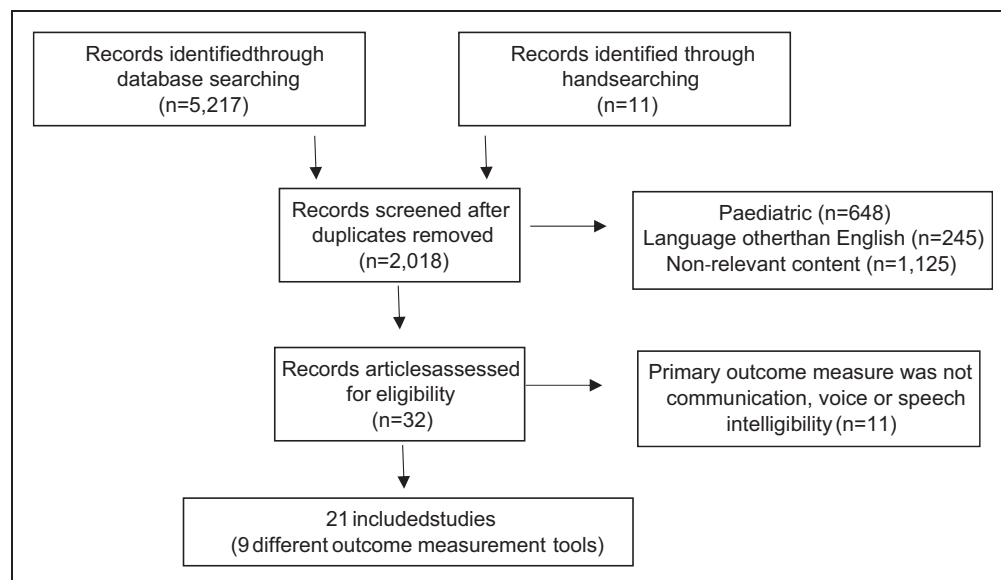 Records identifiedthrough
database searching
(n=5,217)
Records identified through
handsearching
(n=11)
Records screened after
duplicates removed
(n=2,018)
Paediatric (n=648)
Language otherthan English (n=245)
Non-relevant content (n=1,125)
Records articlesassessed
for eligibility
(n=32)
Primary outcome measure was not
communication, voice or speech
intelligibility (n=11)
21 includedstudies
(9 different outcome measurement tools)